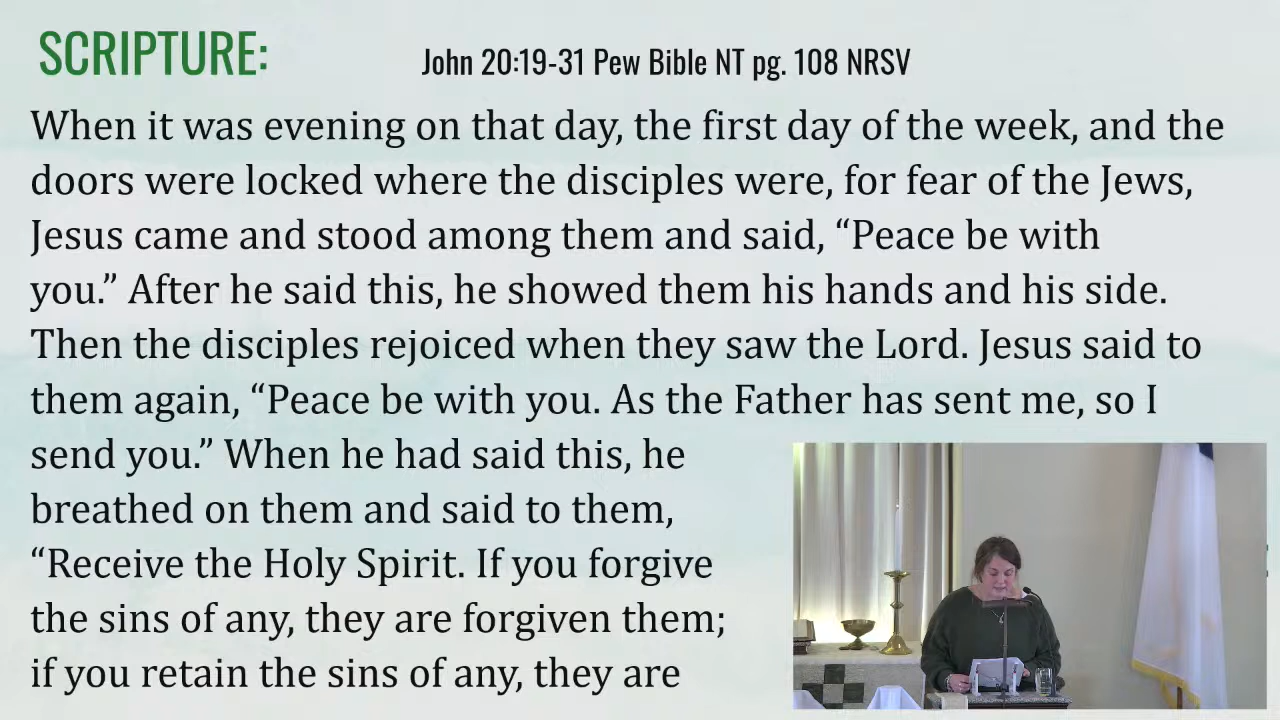 SCRIPTURE: John 20:19-31 Pew Bible NT pg. 108 NRSV
When it was evening on that day, the first day of the week, and the
doors were locked where the disciples were, for fear of the Jews,
Jesus came and stood among them and said, “Peace be with
you.” After he said this, he showed them his hands and his side.
Then the disciples rejoiced when they saw the Lord. Jesus said to
them again, “Peace be with you. As the Father has sent me, so I
send you.” When he had said this, he
breathed on them and said to them,
“Receive the Holy Spirit. If you forgive
the sins of any, they are forgiven them;
if you retain the sins of any, they are